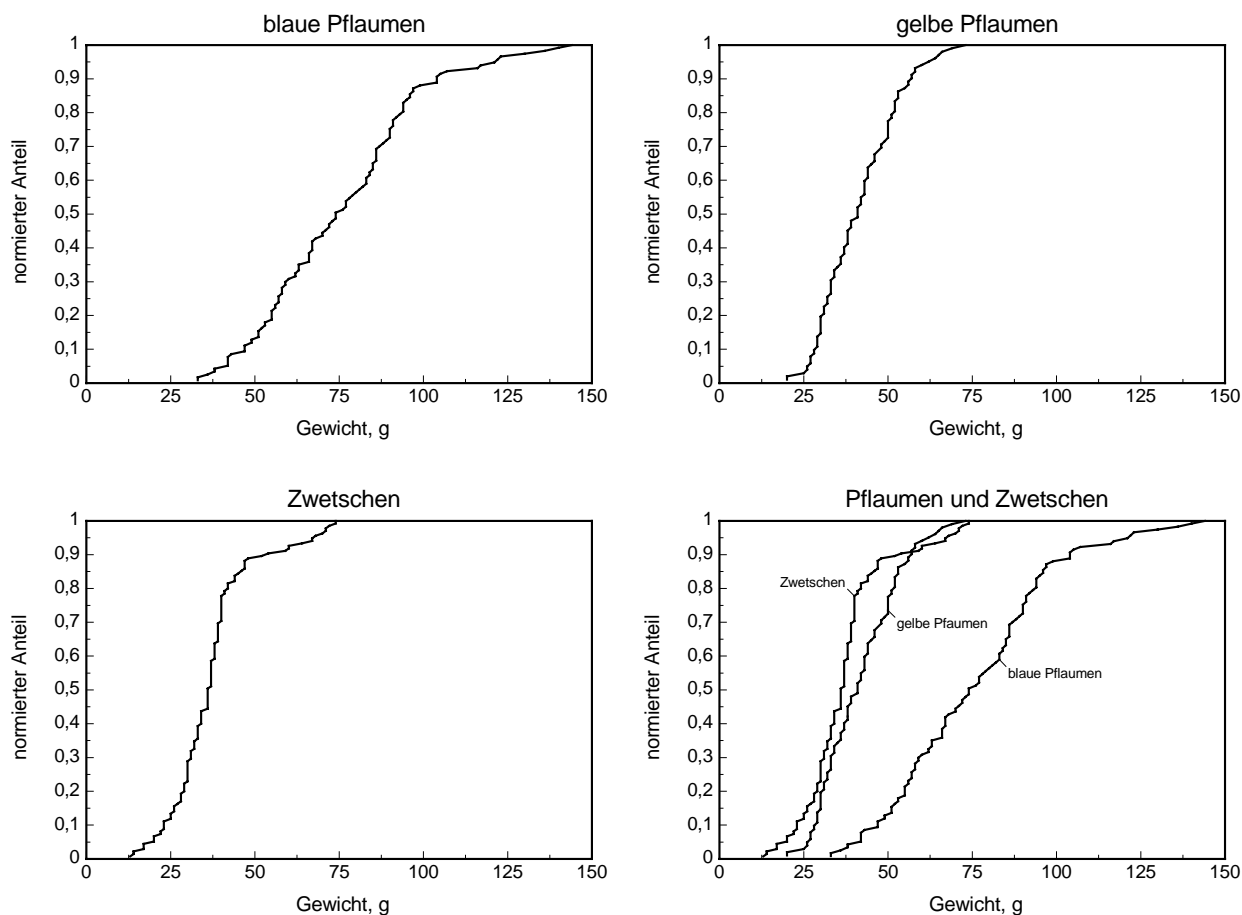 blaue Pflaumen
1
0,9
0,8
0,7
0,6
0,5
0,4
0,3
0,2
0,1
0
normierter Anteil
0 25 50 75 100 125 150
Gewicht, g
gelbe Pflaumen
1
0,9
0,8
0,7
0,6
0,5
0,4
0,3
0,2
0,1
0
normierter Anteil
0 25 50 75 100 125 150
Gewicht, g
Zwetschen
1
0,9
0,8
0,7
0,6
0,5
0,4
0,3
0,2
0,1
0
normierter Anteil
0 25 50 75 100 125 150
Gewicht, g
Pflaumen und Zwetschen
1
0,9
0,8
0,7
0,6
0,5
0,4
0,3
0,2
0,1
0
normierter Anteil
Zwetschen
gelbe Pfaumen
blaue Pflaumen
0 25 50 75 100 125 150
Gewicht, g